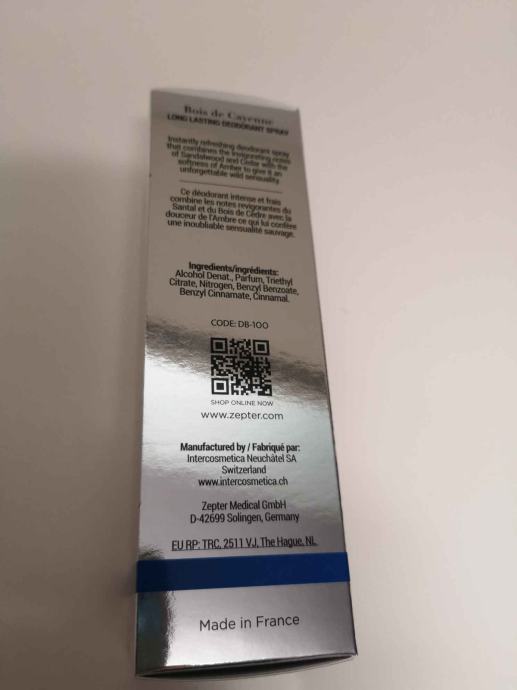 Bois de Cayenne
LONG LASTING DEODORANT SPRAY
Instantly refreshing deodorant spray
that combines the invigorating notes
of Sandalwood and Cedar with the
softness of Amber to give it an
unforgettable wild sensuality.
Ce déodorant intense et frais
combine les notes revigorantes du
Santal et du Bois de Cèdre avec la
douceur de l'Ambre ce qui lui confère
une inoubliable sensualité sauvage.
Ingredients/ingrédients:
Alcohol Denat., Parfum, Triethyl
Citrate, Nitrogen, Benzyl Benzoate,
Benzyl Cinnamate, Cinnamal.
CODE: DB-100
SHOP ONLINE NOW
www.zepter.com
Manufactured by / Fabriqué par:
Intercosmetica Neuchâtel SA
Switzerland
www.intercosmetica.ch
Zepter Medical GmbH
D-42699 Solingen, Germany
EU RP: TRC, 2511 VJ, The Hague, NL
Made in France